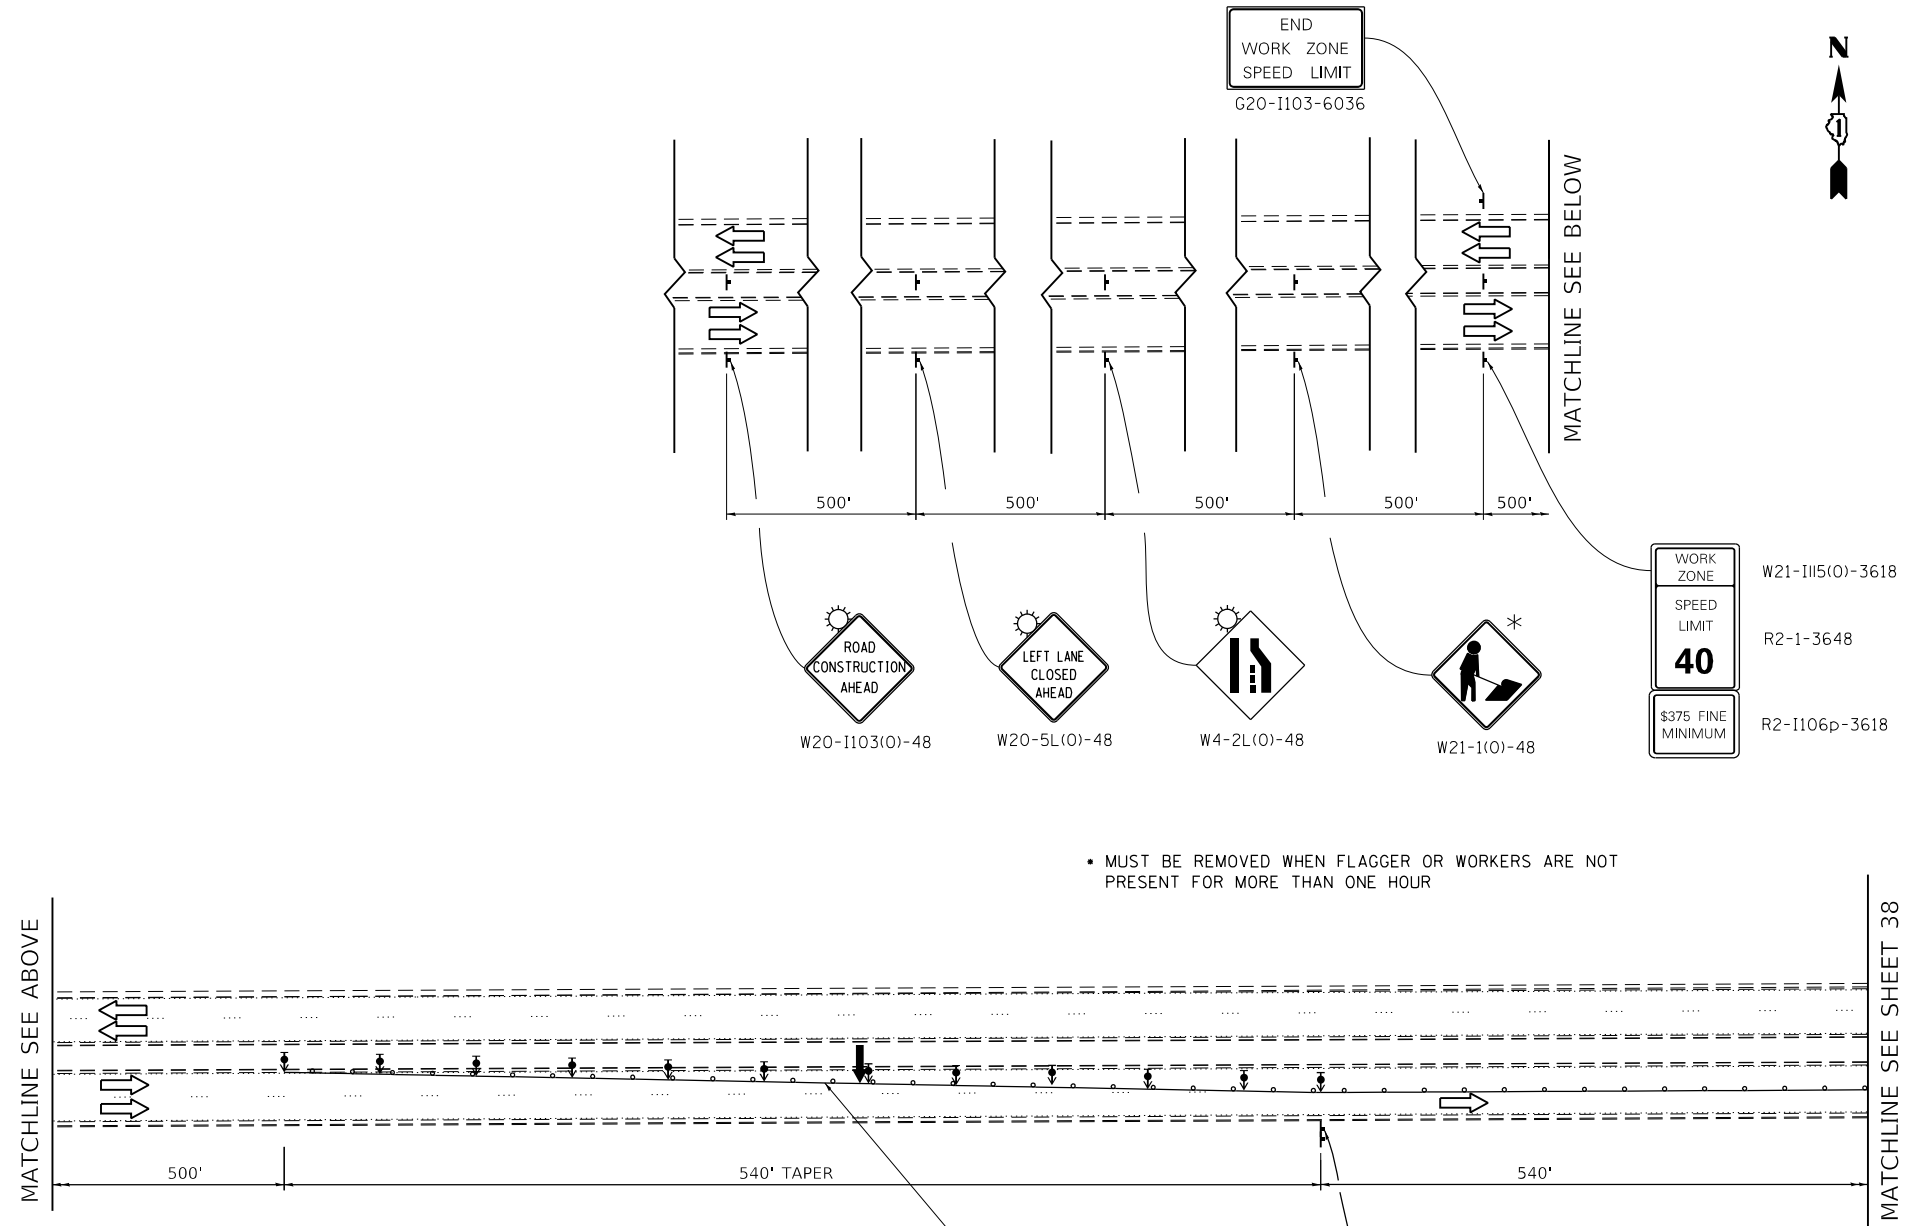 END
WORK ZONE
SPEED LIMIT
G20-I103-6036
N
1
MATCHLINE SEE BELOW
500'
500'
500'
500'
500'
WORK
ZONE
W21-I115(O)-3618
SPEED
LIMIT
40
R2-1-3648
$375 FINE
MINIMUM
R2-I106p-3618
ROAD
CONSTRUCTION
AHEAD
W20-I103(O)-48
LEFT LANE
CLOSED
AHEAD
W20-5L(O)-48
W4-2L(O)-48
*
W21-1(O)-48
* MUST BE REMOVED WHEN FLAGGER OR WORKERS ARE NOT
PRESENT FOR MORE THAN ONE HOUR
MATCHLINE SEE ABOVE
500'
540' TAPER
540'
MATCHLINE SEE SHEET 38